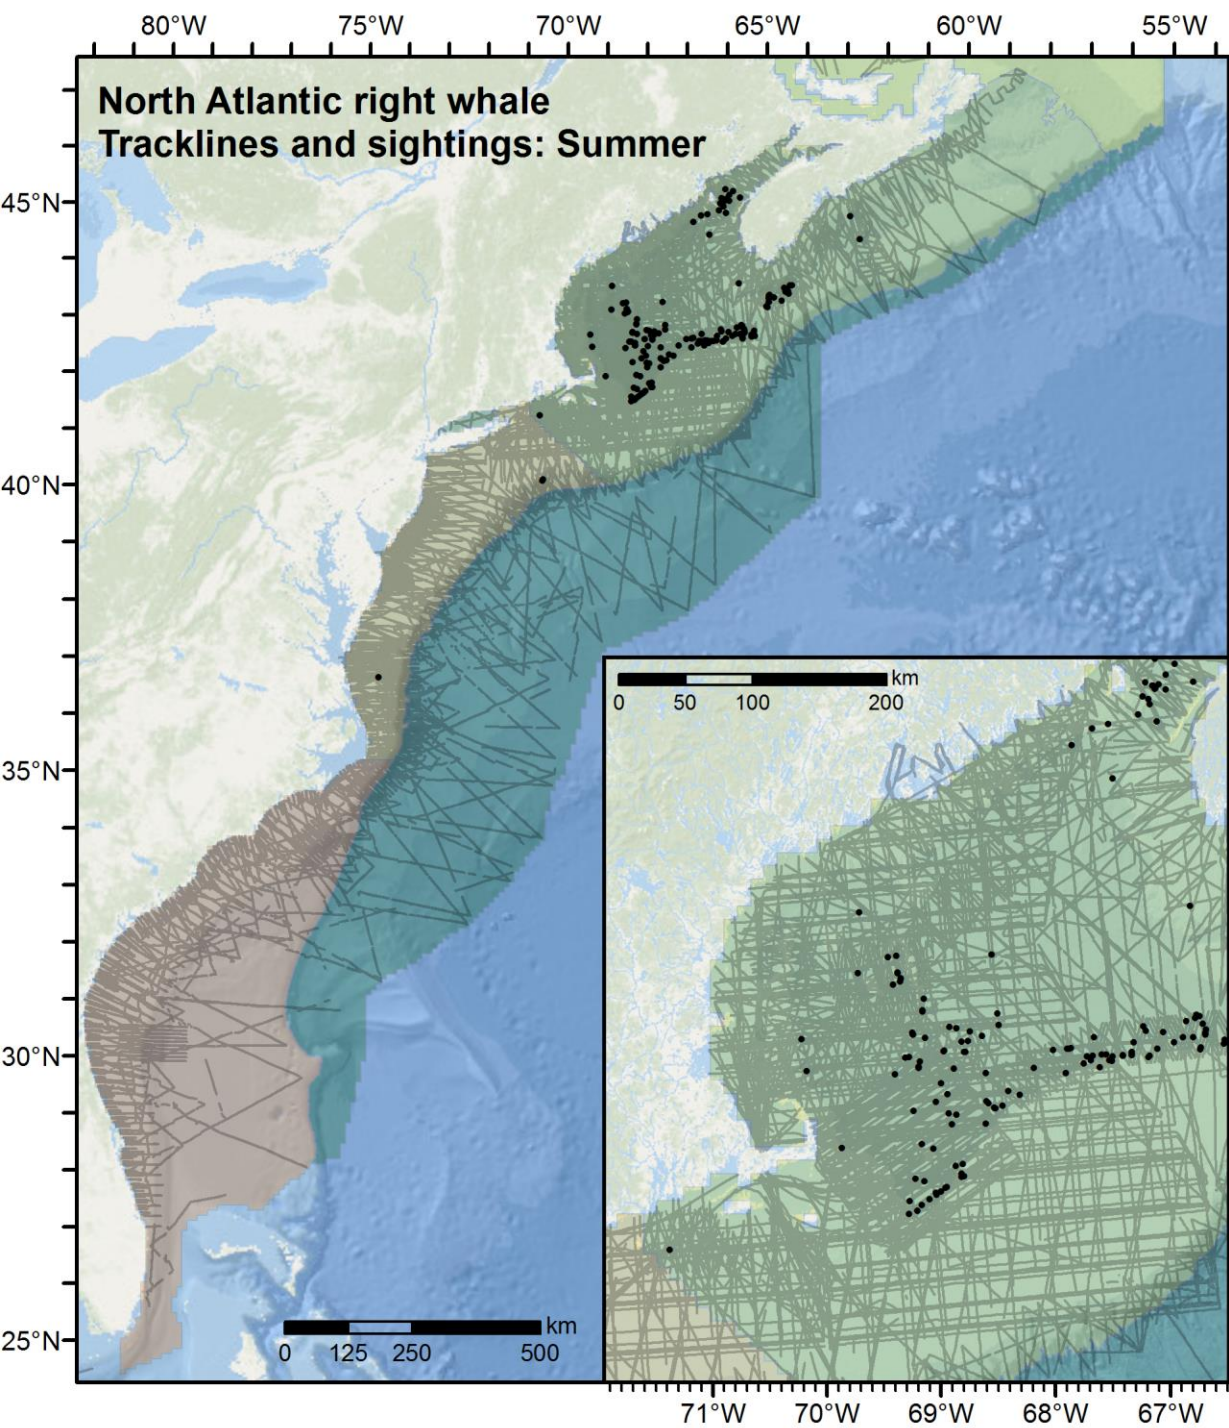 80°W 75°W 70°W 65°W 60°W 55°W
North Atlantic right whale
Tracklines and sightings: Summer
45°N
40°N
35°N
30°N
25°N
km
0 50 100 200
km
0 125 250 500
71°W 70°W 69°W 68°W 67°W